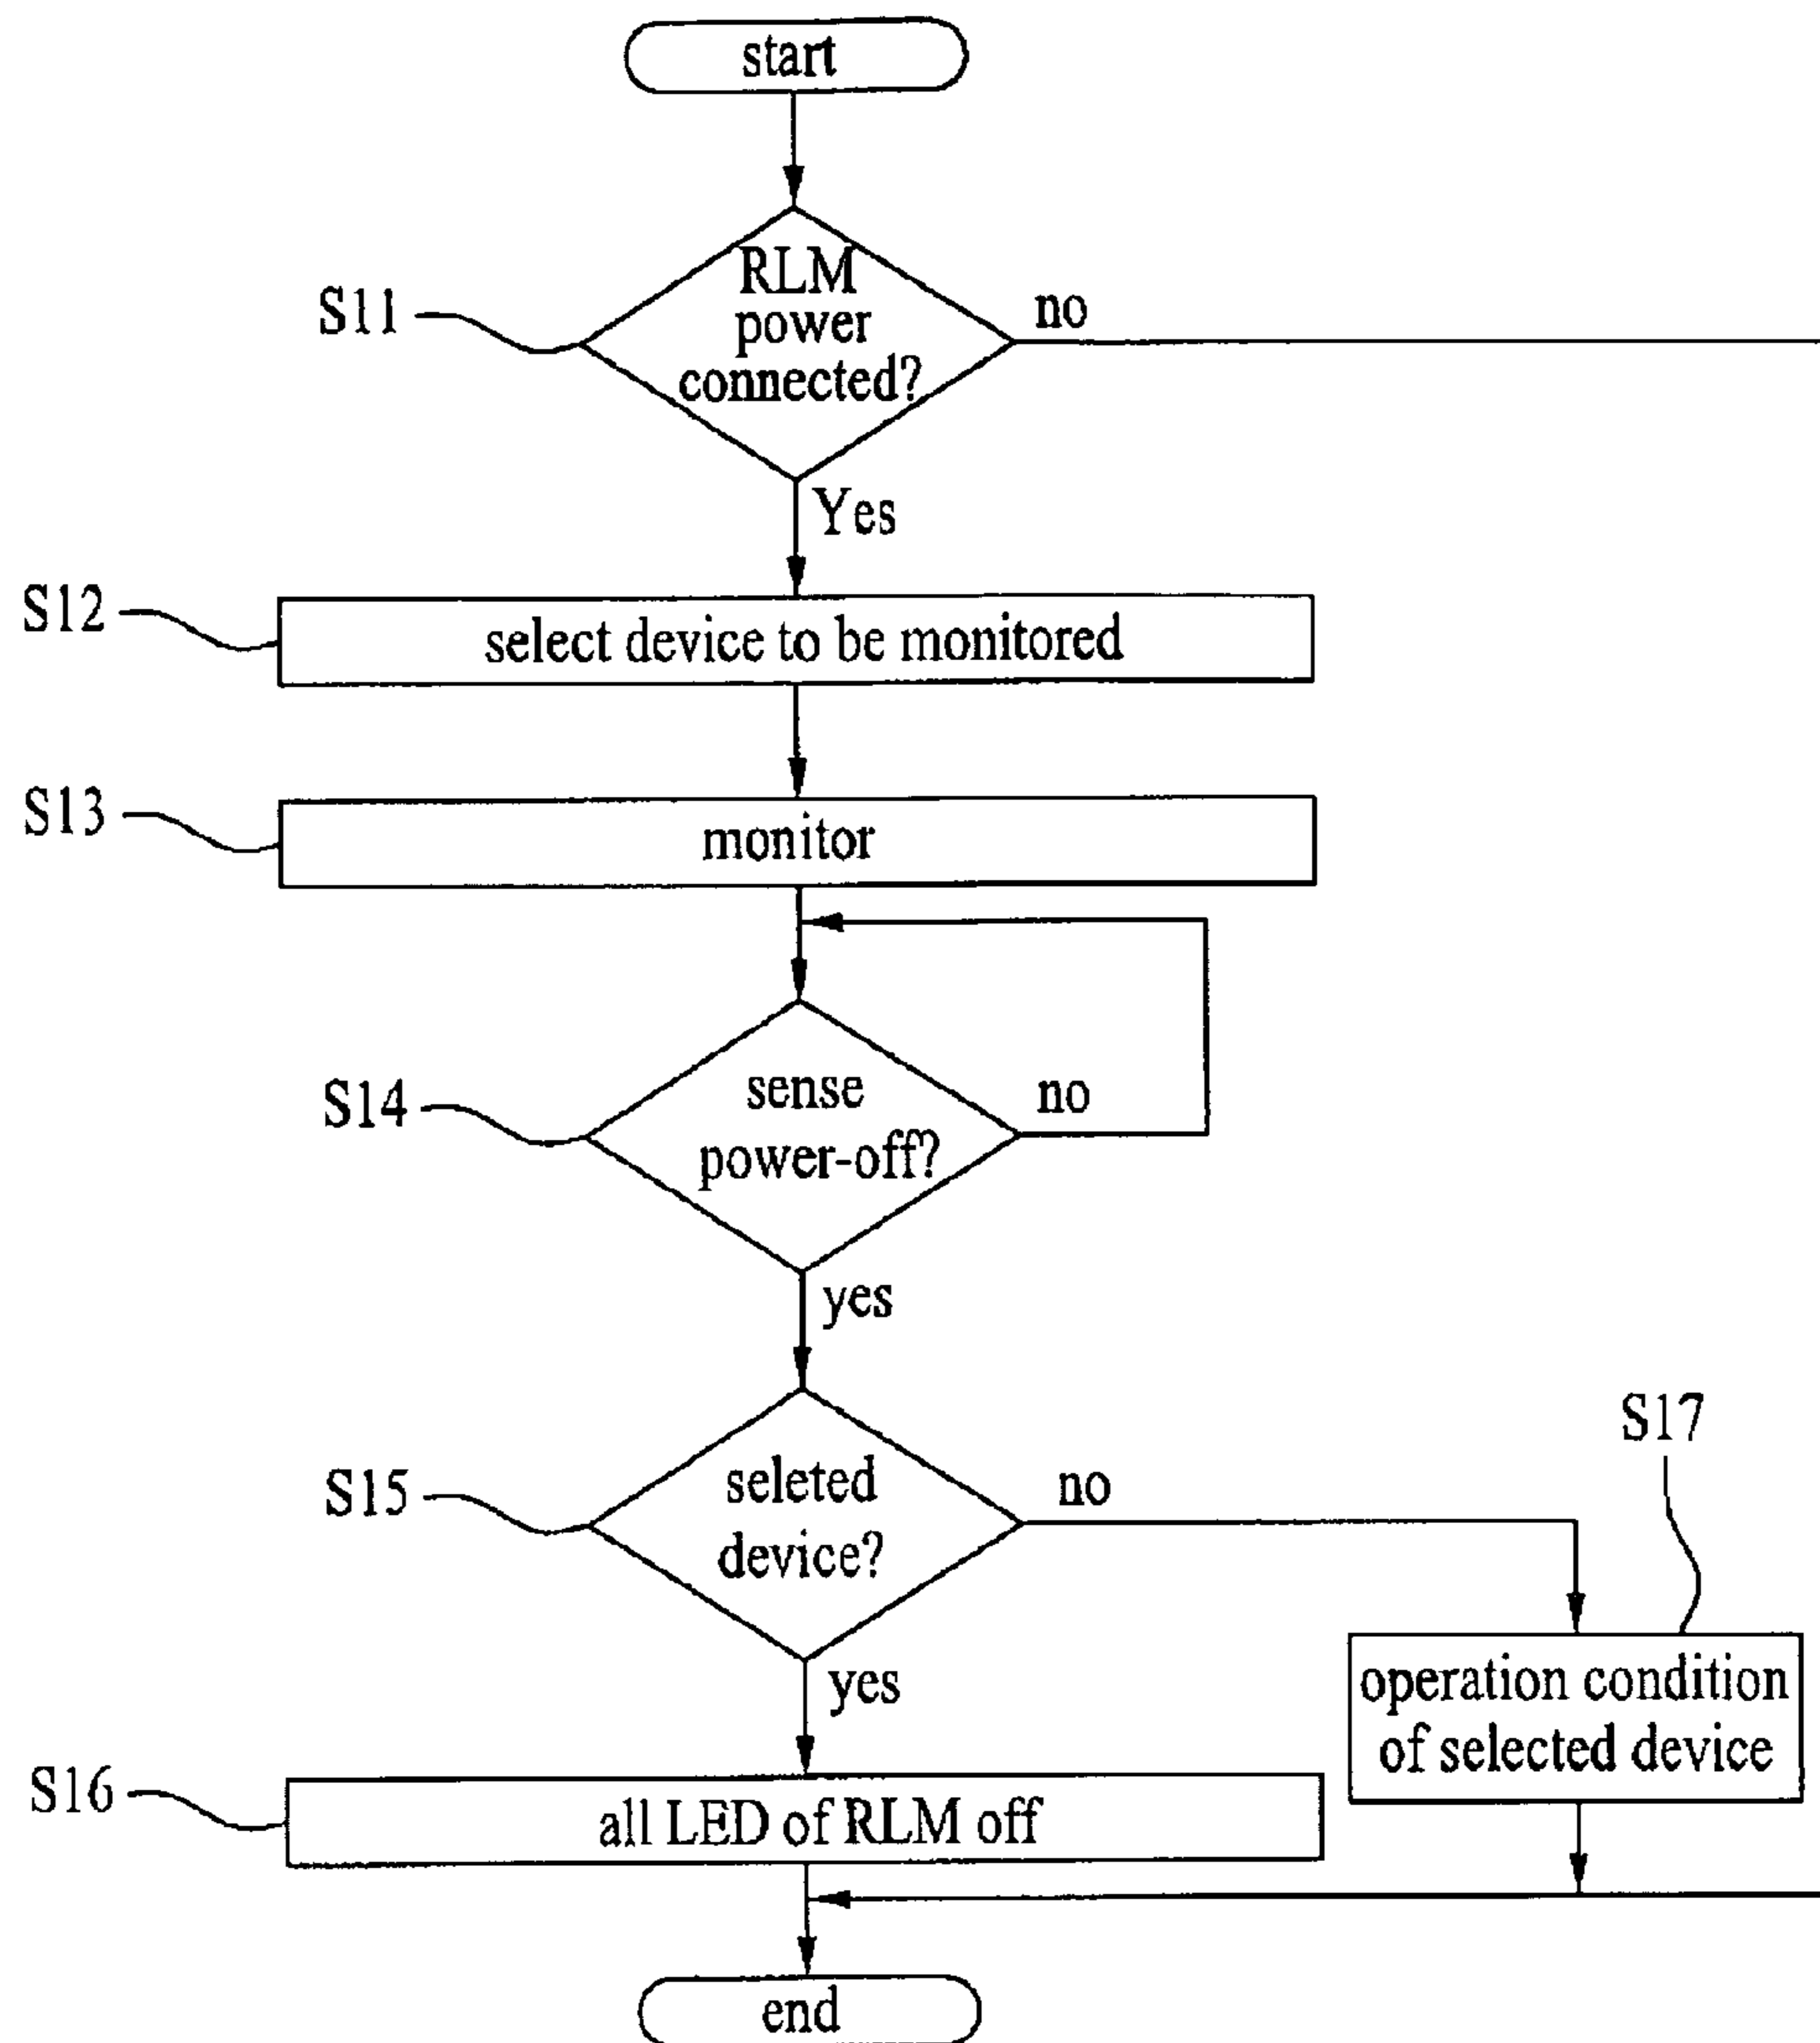 start
RLM
power
connected?
S11
no
Yes
S12
select device to be monitored
S13
monitor
S14
sense
power-off?
no
yes
S15
seleted
device?
no
S17
yes
operation condition
of selected device
S16
all LED of RLM off
end